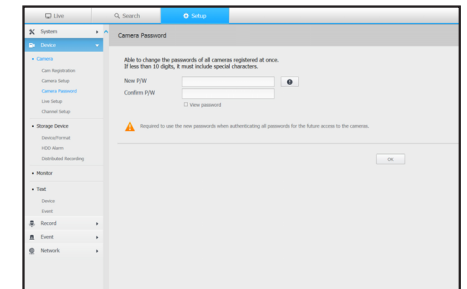 Live
Search
Setup
System
Device
Camera
Cam Registration
Camera Setup
Camera Password
Live Setup
Channel Setup
Storage Device
Device/Format
HDD Alarm
Distributed Recording
Monitor
Text
Device
Event
Record
Event
Network
Camera Password
Able to change the passwords of all cameras registered at once.
If less than 10 digits, it must include special characters.
New P/W
Confirm P/W
View password
Required to use the new passwords when authenticating all passwords for the future access to the cameras.
OK